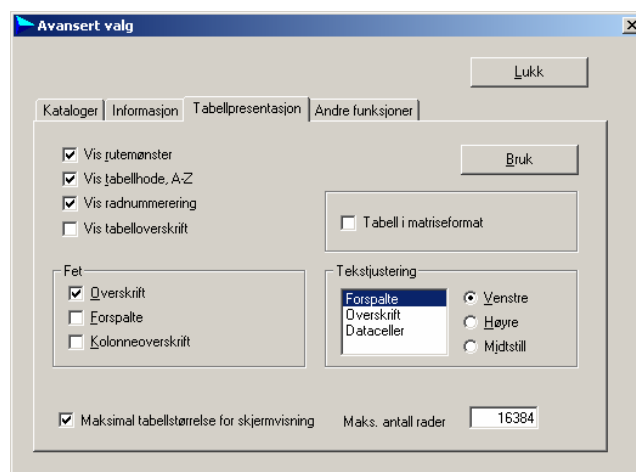 Avansert valg
Lukk
Kataloger Informasjon Tabellpresentasjon Andre funksjoner
Vis rutemønster
Bruk
Vis tabellhode, A-Z
Vis radnummerering
Vis tabelloverskrift
Tabell i matriseformat
Fet
Overskrift
Forspalte
Kolonneoverskrift
Tekstjustering
Forspalte
Overskrift
Dataceller
Venstre
Høyre
Midtstill
Maksimal tabellstørrelse for skjermvisning Maks. antall rader 16384